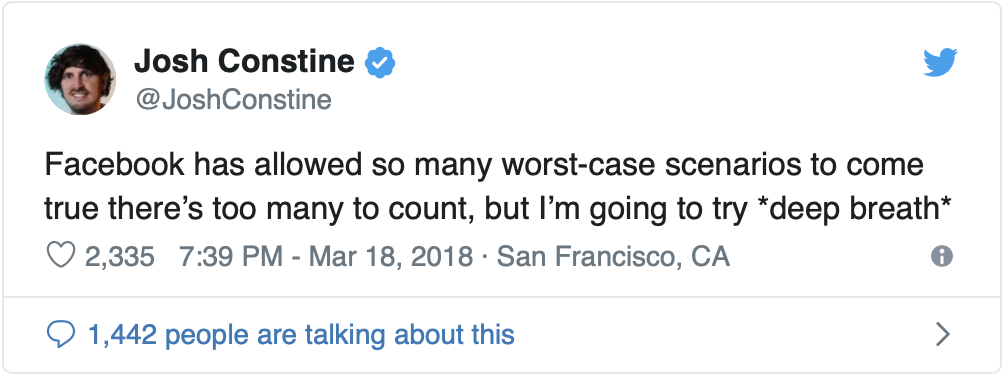 Josh Constine
@JoshConstine
Facebook has allowed so many worst-case scenarios to come
true there’s too many to count, but I’m going to try *deep breath*
2,335 7:39 PM - Mar 18, 2018 · San Francisco, CA
1,442 people are talking about this